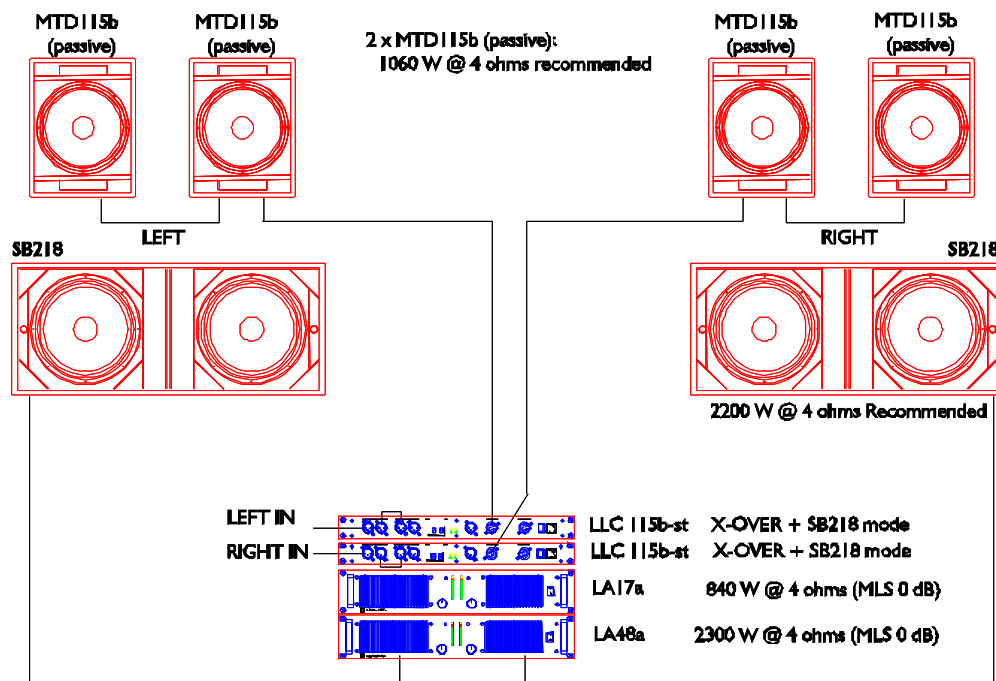 MTD115b
(passive)
MTD115b
(passive)
2 x MTD115b (passive):
1060 W @ 4 ohms recommended
MTD115b
(passive)
MTD115b
(passive)
LEFT
RIGHT
SB218
SB218
2200 W @ 4 ohms Recommended
LEFT IN
LLC 115b-st X-OVER + SB218 mode
RIGHT IN
LLC 115b-st X-OVER + SB218 mode
LA17a 840 W @ 4 ohms (MLS 0 dB)
LA48a 2300 W @ 4 ohms (MLS 0 dB)